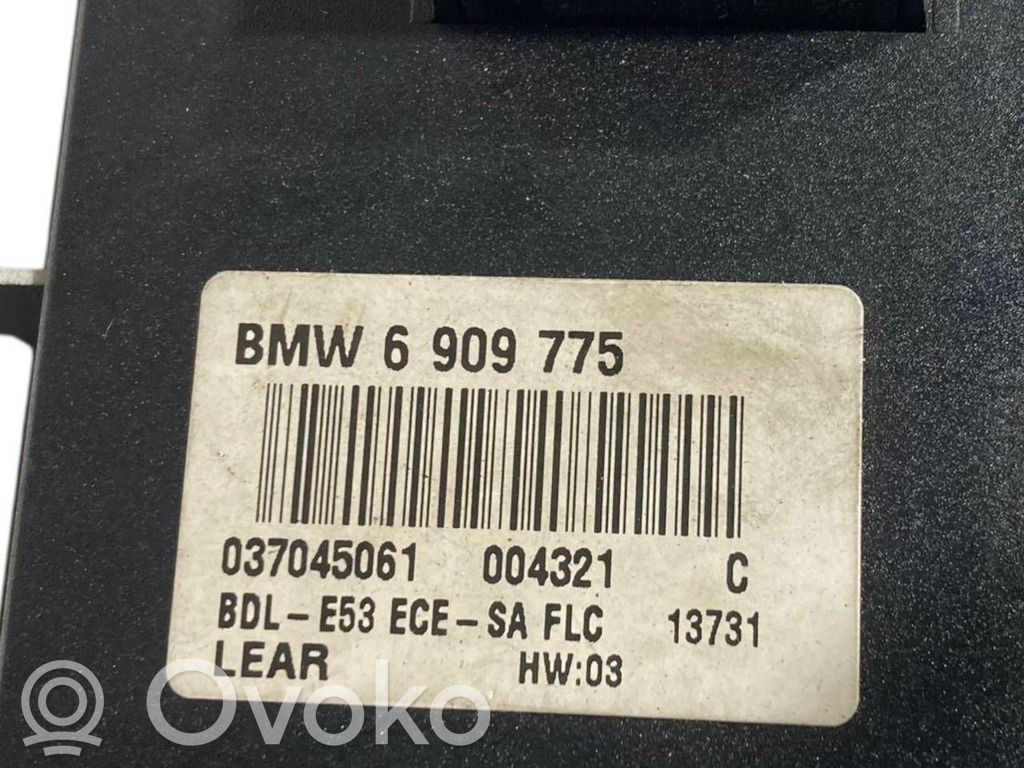 BMW 6 909 775
037045061 004321 C
BDL-E53 ECE-SA FLC 13731
LEAR HW:03
Ovoko